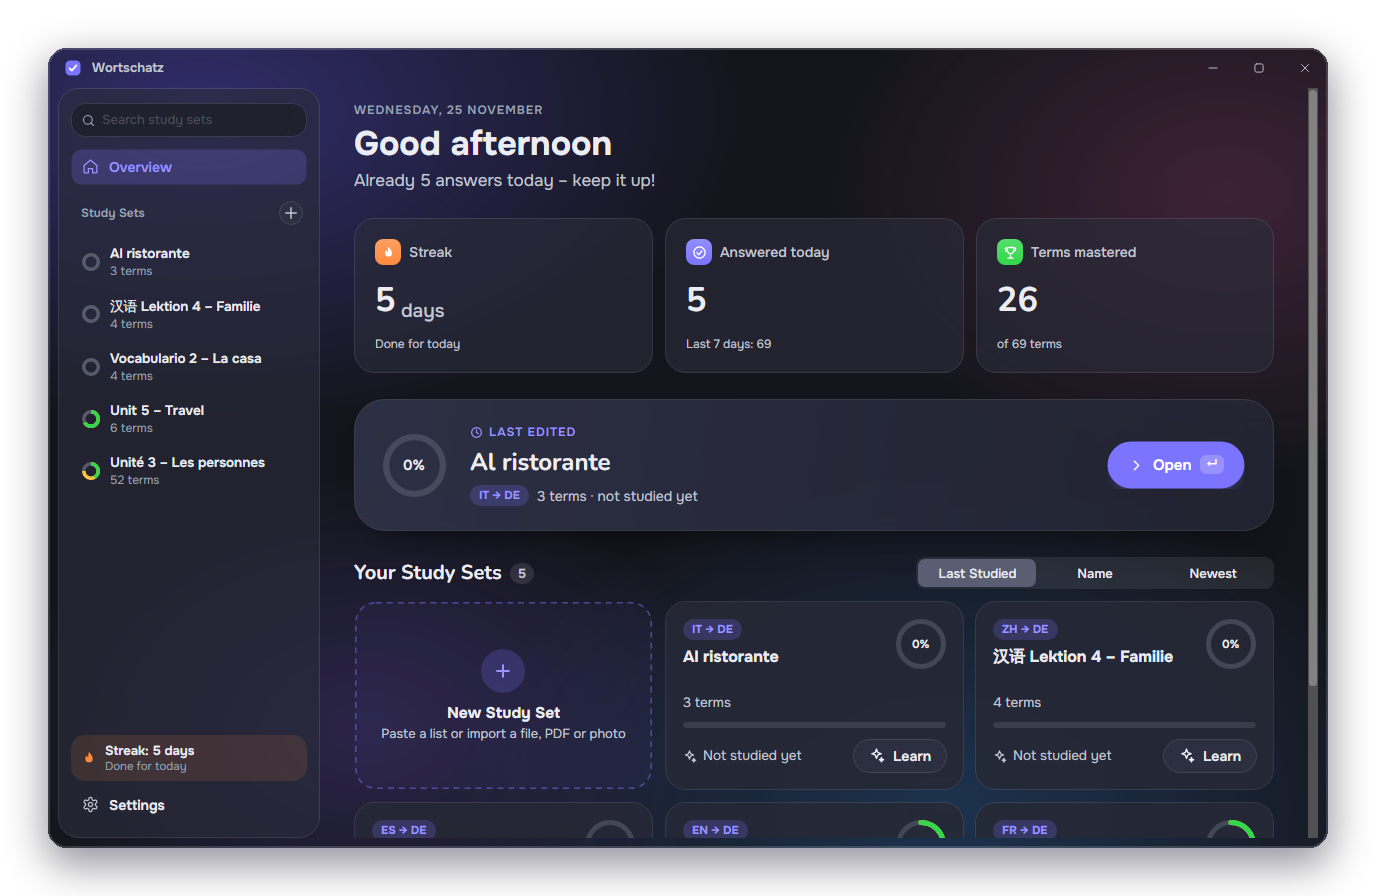 Wortschatz
Search study sets
Overview
Study Sets
Al ristorante
3 terms
汉语 Lektion 4 – Familie
4 terms
Vocabulario 2 – La casa
4 terms
Unit 5 – Travel
6 terms
Unité 3 – Les personnes
52 terms
Streak: 5 days
Done for today
Settings
WEDNESDAY, 25 NOVEMBER
Good afternoon
Already 5 answers today – keep it up!
Streak
5 days
Done for today
Answered today
5
Last 7 days: 69
Terms mastered
26
of 69 terms
0%
LAST EDITED
Al ristorante
IT → DE 3 terms · not studied yet
Open
Your Study Sets 5
Last Studied Name Newest
New Study Set
Paste a list or import a file, PDF or photo
IT → DE
Al ristorante
0%
3 terms
Not studied yet
Learn
ZH → DE
汉语 Lektion 4 – Familie
0%
4 terms
Not studied yet
Learn
ES → DE
EN → DE
FR → DE